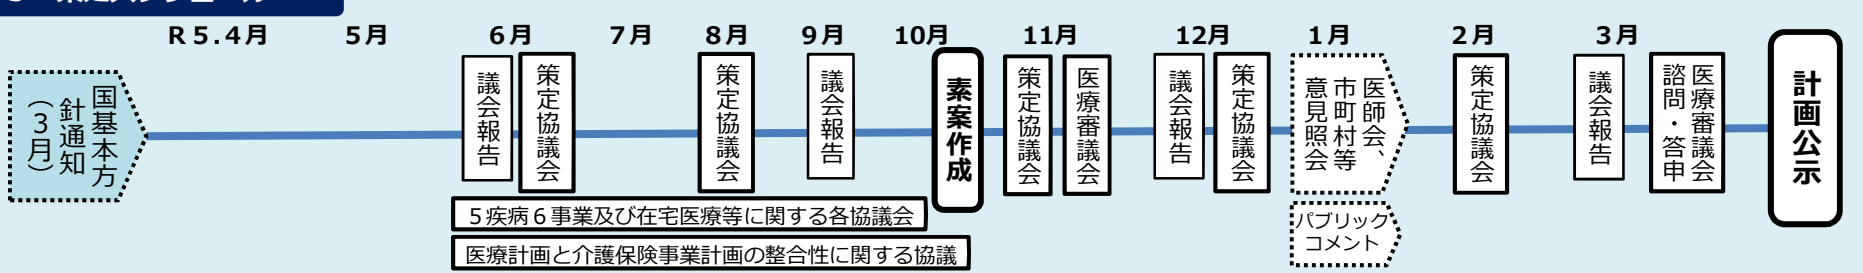 R5.4月 5月 6月 7月 8月 9月 10月 11月 12月 1月 2月 3月
国基本方
針通知
（3月）
議会報告
策定協議会
策定協議会
議会報告
素案作成
策定協議会
医療審議会
議会報告
策定協議会
医師会、
市町村等
意見照会
策定協議会
議会報告
医療審議会
諮問・答申
計画公示
５疾病６事業及び在宅医療等に関する各協議会
医療計画と介護保険事業計画の整合性に関する協議
パブリック
コメント